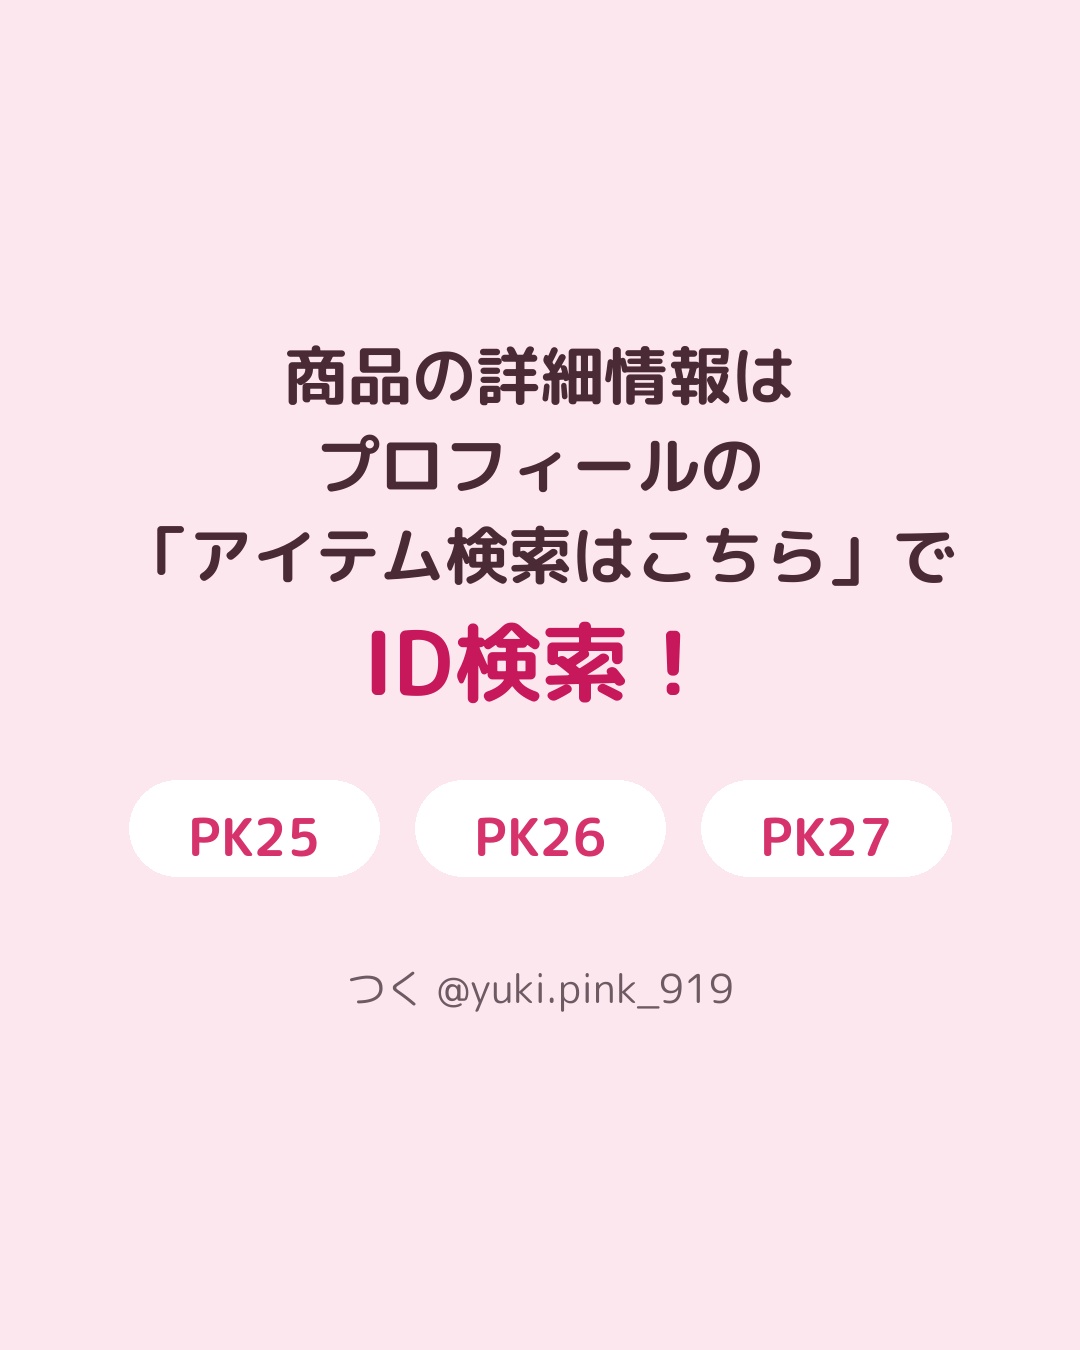 商品の詳細情報は
プロフィールの
「アイテム検索はこちら」で
ID検索！
PK25 PK26 PK27
つく @yuki.pink_919